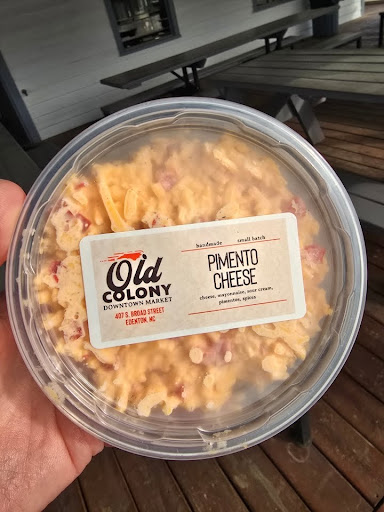 Old
COLONY
DOWNTOWN MARKET
407 S. BROAD STREET
EDENTON, NC
handmade small batch
PIMENTO
CHEESE
cheese, mayonnaise, sour cream,
pimentos, spices